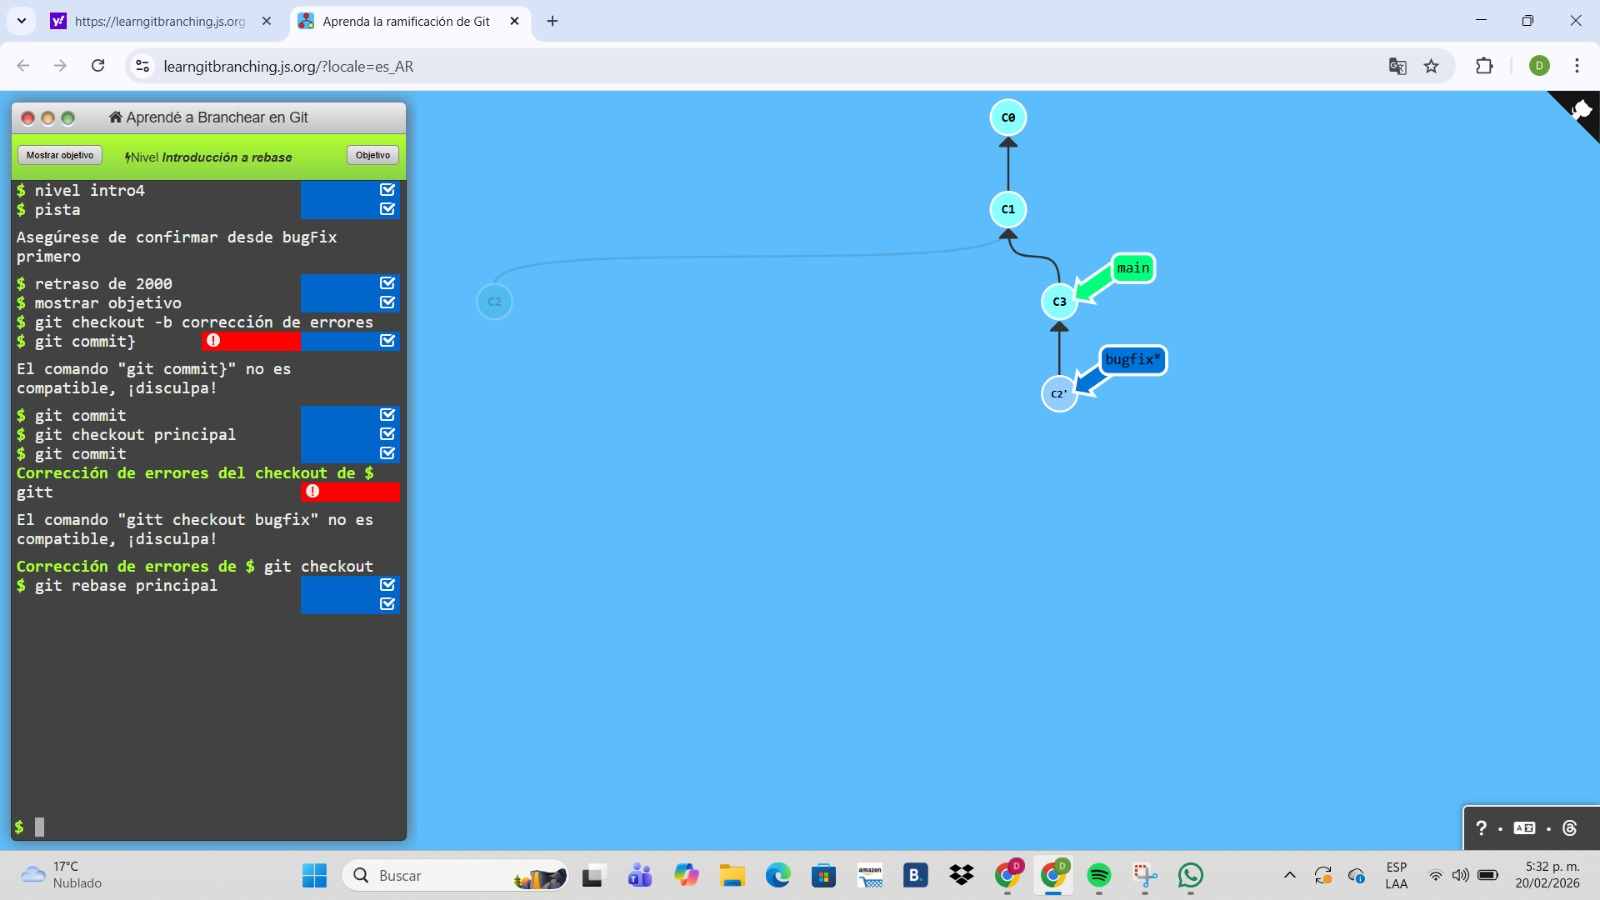 https://learngitbranching.js.org
Aprenda la ramificación de Git
learngitbranching.js.org/?locale=es_AR
D
Aprendé a Branchear en Git
Mostrar objetivo
Nivel Introducción a rebase
Objetivo
$ nivel intro4
$ pista
Asegúrese de confirmar desde bugFix
primero
$ retraso de 2000
$ mostrar objetivo
$ git checkout -b corrección de errores
$ git commit}
El comando "git commit}" no es
compatible, ¡disculpa!
$ git commit
$ git checkout principal
$ git commit
Corrección de errores del checkout de $
gitt
El comando "gitt checkout bugfix" no es
compatible, ¡disculpa!
Corrección de errores de $ git checkout
$ git rebase principal
$
C0
C1
C2
C3
main
bugfix*
C2'
?
17°C
Nublado
Buscar
amazon
B.
D
D
ESP
LAA
5:32 p. m.
20/02/2026